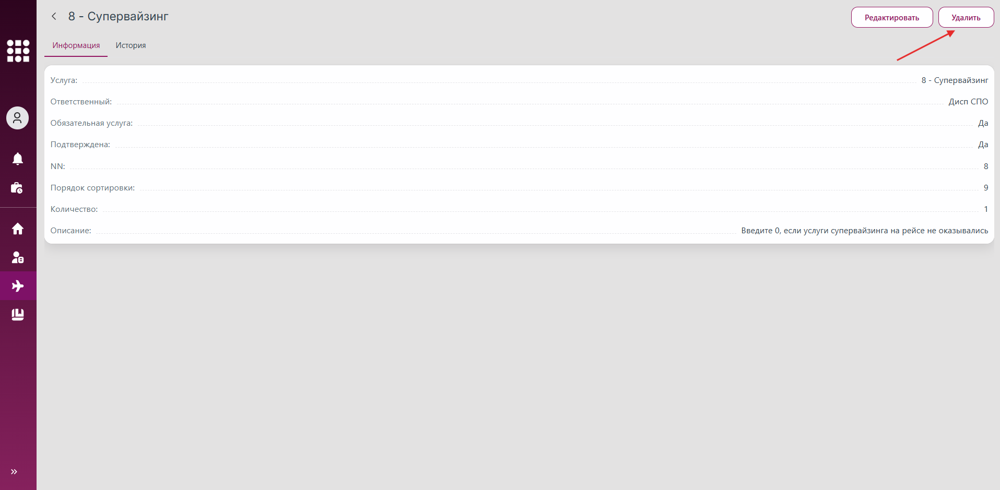 8 - Супервайзинг
Редактировать
Удалить
Информация
История
Услуга: 8 - Супервайзинг
Ответственный: Дисп СПО
Обязательная услуга: Да
Подтверждена: Да
NN: 8
Порядок сортировки: 9
Количество: 1
Описание: Введите 0, если услуги супервайзинга на рейсе не оказывались